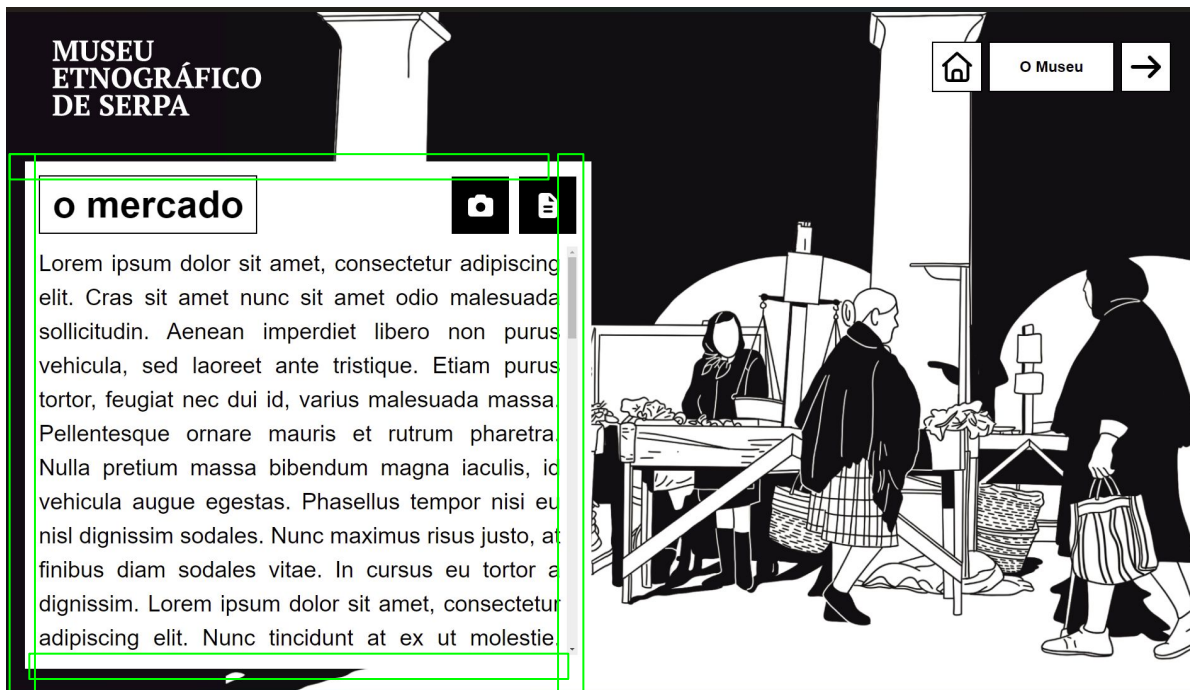 MUSEU
ETNOGRÁFICO
DE SERPA
O Museu
o mercado
Lorem ipsum dolor sit amet, consectetur adipiscing
elit. Cras sit amet nunc sit amet odio malesuada
sollicitudin. Aenean imperdiet libero non purus
vehicula, sed laoreet ante tristique. Etiam purus
tortor, feugiat nec dui id, varius malesuada massa.
Pellentesque ornare mauris et rutrum pharetra.
Nulla pretium massa bibendum magna iaculis, id
vehicula augue egestas. Phasellus tempor nisi eu
nisl dignissim sodales. Nunc maximus risus justo, at
finibus diam sodales vitae. In cursus eu tortor a
dignissim. Lorem ipsum dolor sit amet, consectetur
adipiscing elit. Nunc tincidunt at ex ut molestie.